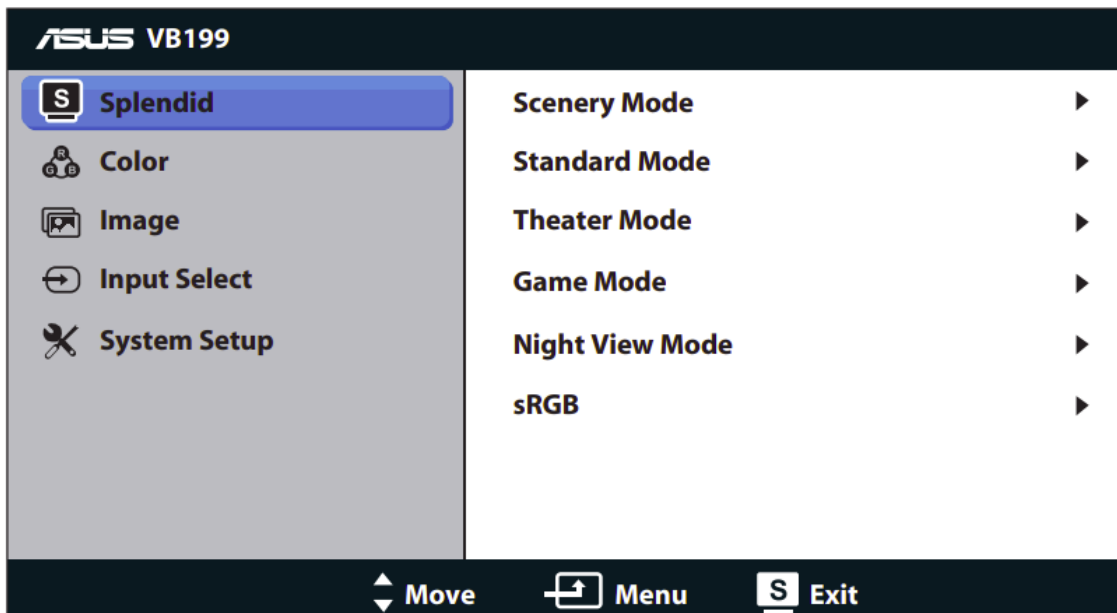 ASUS VB199
Splendid
Color
Image
Input Select
System Setup
Scenery Mode
Standard Mode
Theater Mode
Game Mode
Night View Mode
sRGB
Move
Menu
S Exit